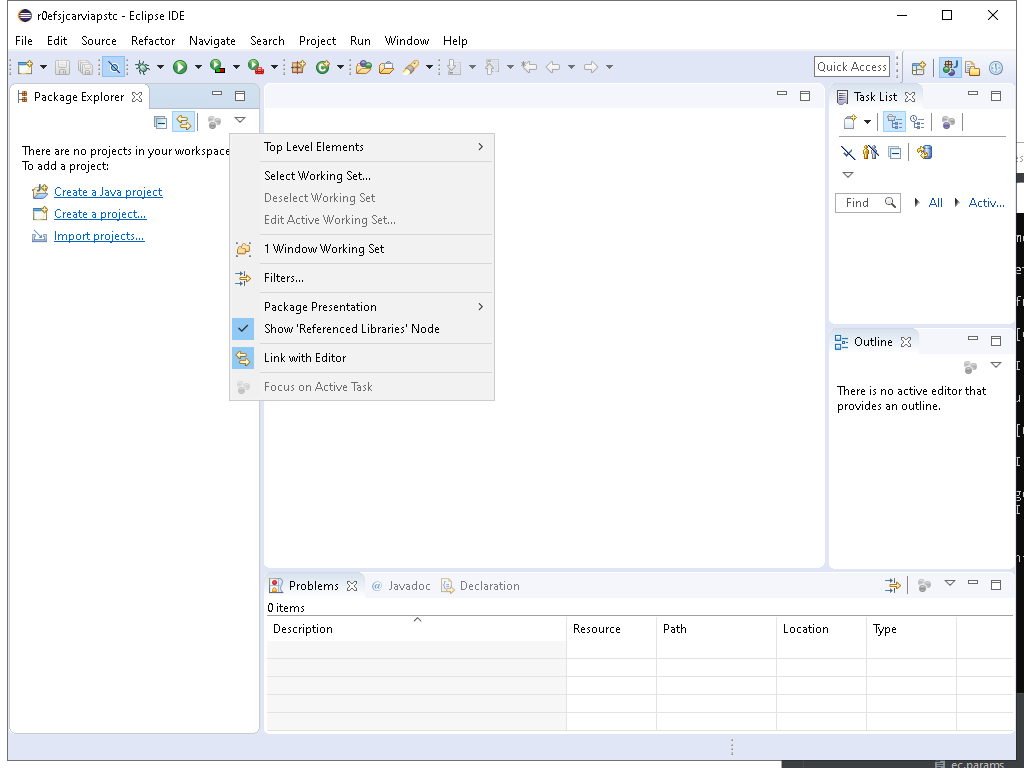 r0efsjcarviapstc - Eclipse IDE
File Edit Source Refactor Navigate Search Project Run Window Help
Quick Access
Package Explorer
There are no projects in your workspace
To add a project:
Create a Java project
Create a project...
Import projects...
Top Level Elements
Select Working Set...
Deselect Working Set
Edit Active Working Set...
1 Window Working Set
Filters...
Package Presentation
Show 'Referenced Libraries' Node
Link with Editor
Focus on Active Task
Task List
Find
All
Activ...
Outline
There is no active editor that
provides an outline.
Problems
@ Javadoc
Declaration
0 items
Description Resource Path Location Type
ec.params